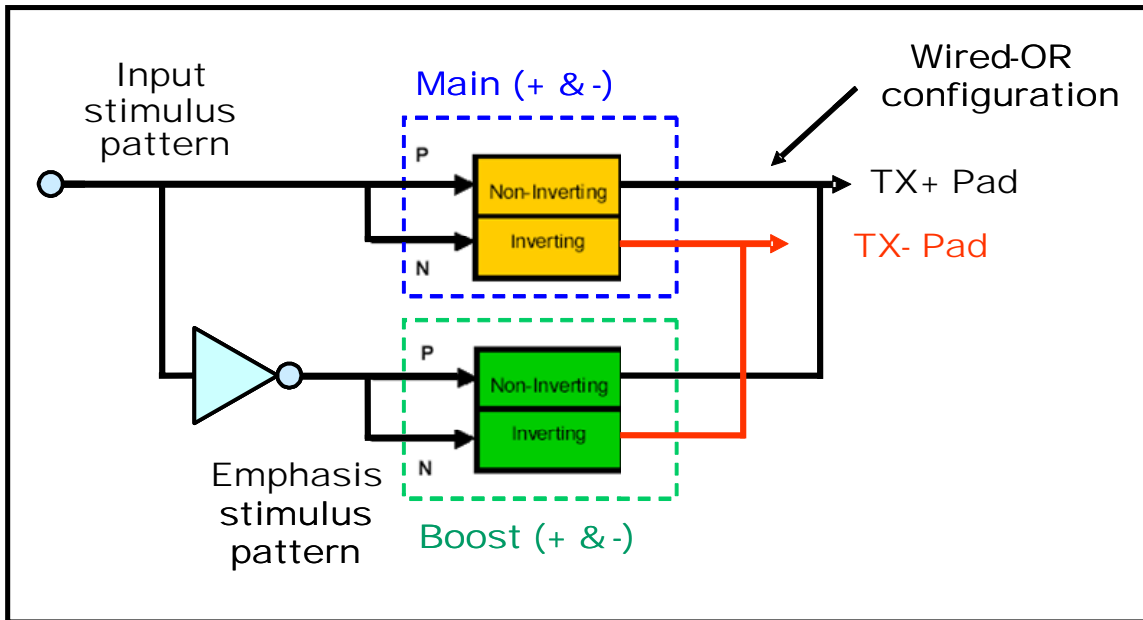 Input
stimulus
pattern
Main (+ & -)
Wired-OR
configuration
P
Non-Inverting
Inverting
N
TX+ Pad
TX- Pad
P
Non-Inverting
Inverting
N
Emphasis
stimulus
pattern
Boost (+ & -)